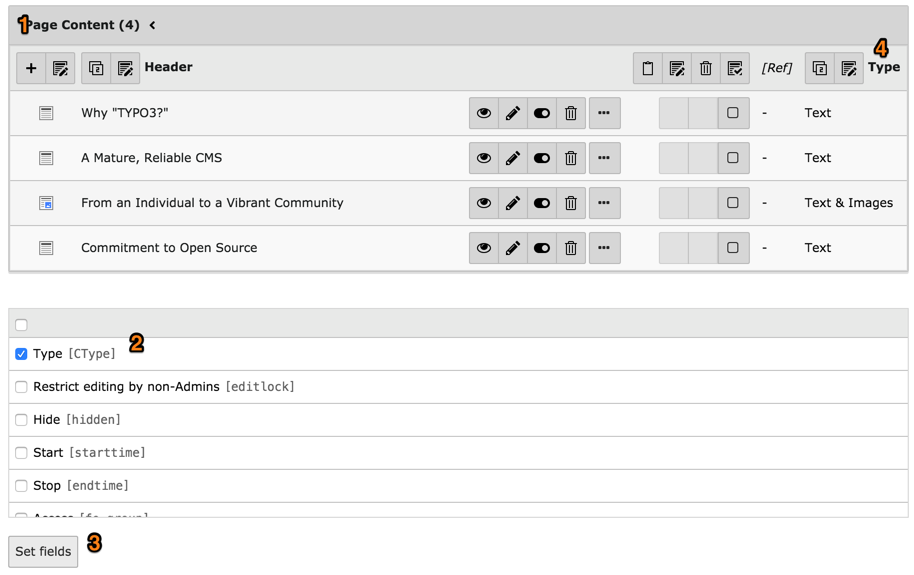 1 Page Content (4)
Header
[Ref]
4
Type
Why "TYPO3?"
- Text
A Mature, Reliable CMS
- Text
From an Individual to a Vibrant Community
- Text & Images
Commitment to Open Source
- Text
2
Type [CType]
Restrict editing by non-Admins [editlock]
Hide [hidden]
Start [starttime]
Stop [endtime]
Access [fe_group]
Set fields
3